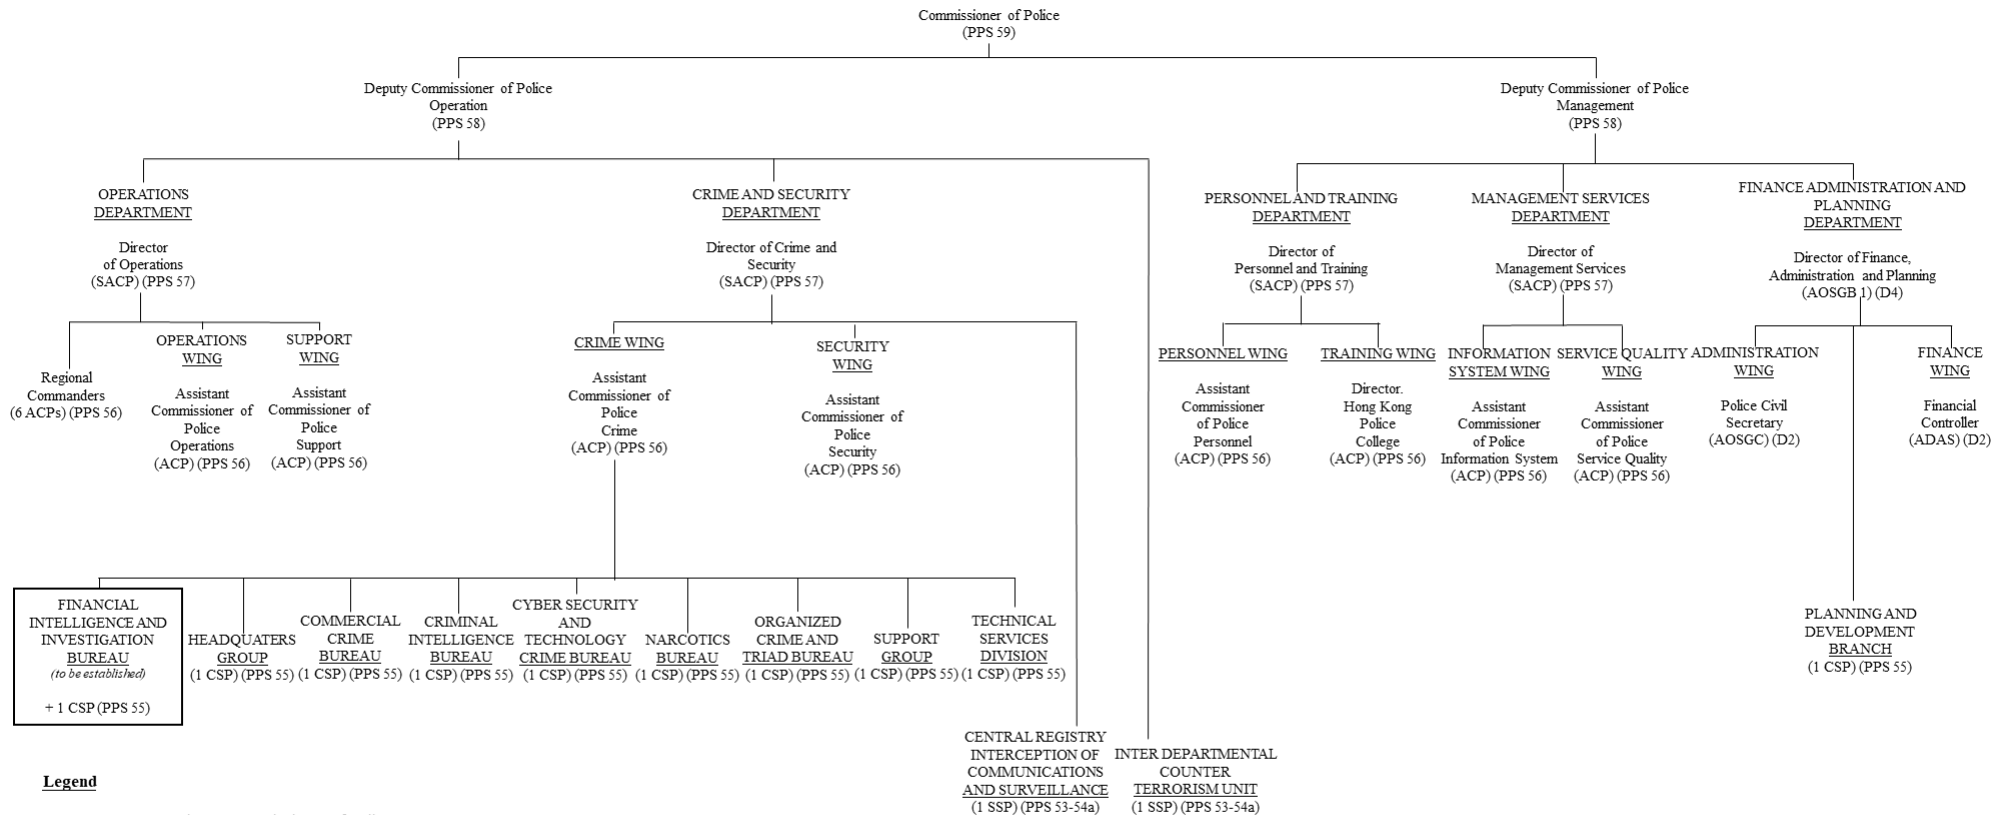 Commissioner of Police
(PPS 59)
Deputy Commissioner of Police
Operation
(PPS 58)
Deputy Commissioner of Police
Management
(PPS 58)
OPERATIONS
DEPARTMENT
Director
of Operations
(SACP) (PPS 57)
CRIME AND SECURITY
DEPARTMENT
Director of Crime and
Security
(SACP) (PPS 57)
PERSONNEL AND TRAINING
DEPARTMENT
Director of
Personnel and Training
(SACP) (PPS 57)
MANAGEMENT SERVICES
DEPARTMENT
Director of
Management Services
(SACP) (PPS 57)
FINANCE ADMINISTRATION AND
PLANNING
DEPARTMENT
Director of Finance,
Administration and Planning
(AOSGB 1) (D4)
Regional
Commanders
(6 ACPs) (PPS 56)
OPERATIONS
WING
Assistant
Commissioner of
Police
Operations
(ACP) (PPS 56)
SUPPORT
WING
Assistant
Commissioner of
Police
Support
(ACP) (PPS 56)
CRIME WING
Assistant
Commissioner of
Police
Crime
(ACP) (PPS 56)
SECURITY
WING
Assistant
Commissioner of
Police
Security
(ACP) (PPS 56)
PERSONNEL WING
Assistant
Commissioner
of Police
Personnel
(ACP) (PPS 56)
TRAINING WING
Director.
Hong Kong
Police
College
(ACP) (PPS 56)
INFORMATION
SYSTEM WING
Assistant
Commissioner
of Police
Information System
(ACP) (PPS 56)
SERVICE QUALITY
WING
Assistant
Commissioner
of Police
Service Quality
(ACP) (PPS 56)
ADMINISTRATION
WING
Police Civil
Secretary
(AOSGC) (D2)
FINANCE
WING
Financial
Controller
(ADAS) (D2)
FINANCIAL
INTELLIGENCE AND
INVESTIGATION
BUREAU
(to be established)
+ 1 CSP (PPS 55)
HEADQUATERS
GROUP
(1 CSP) (PPS 55)
COMMERCIAL
CRIME
BUREAU
(1 CSP) (PPS 55)
CRIMINAL
INTELLIGENCE
BUREAU
(1 CSP) (PPS 55)
CYBER SECURITY
AND
TECHNOLOGY
CRIME BUREAU
(1 CSP) (PPS 55)
NARCOTICS
BUREAU
(1 CSP) (PPS 55)
ORGANIZED
CRIME AND
TRIAD BUREAU
(1 CSP) (PPS 55)
SUPPORT
GROUP
(1 CSP) (PPS 55)
TECHNICAL
SERVICES
DIVISION
(1 CSP) (PPS 55)
PLANNING AND
DEVELOPMENT
BRANCH
(1 CSP) (PPS 55)
CENTRAL REGISTRY
INTERCEPTION OF
COMMUNICATIONS
AND SURVEILLANCE
(1 SSP) (PPS 53-54a)
INTER DEPARTMENTAL
COUNTER
TERRORISM UNIT
(1 SSP) (PPS 53-54a)
Legend